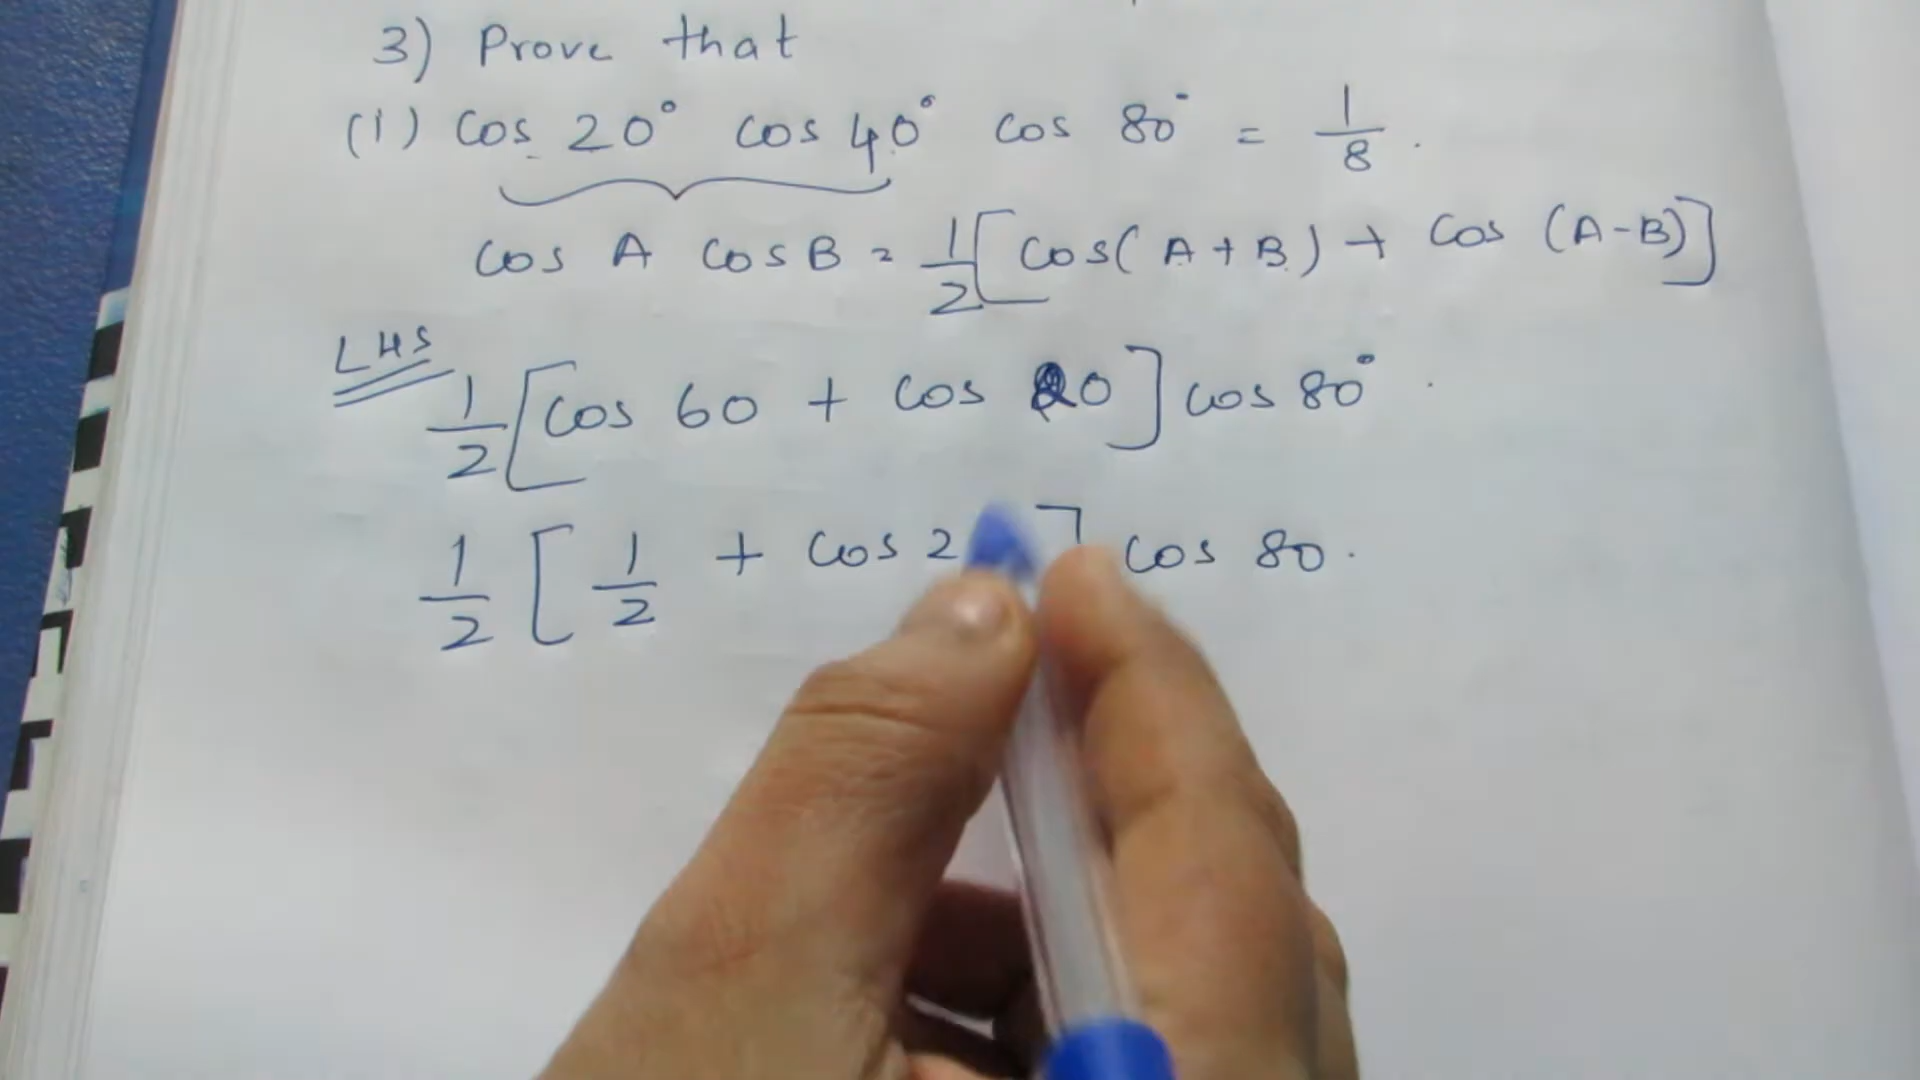 3) Prove that
(i) cos 20° cos 40° cos 80° = 1/8.
cos A cos B = 1/2 [cos(A+B) + cos (A-B)]
LHS
1/2 [cos 60 + cos 20] cos 80°.
1/2 [1/2 + cos 2 ] cos 80.